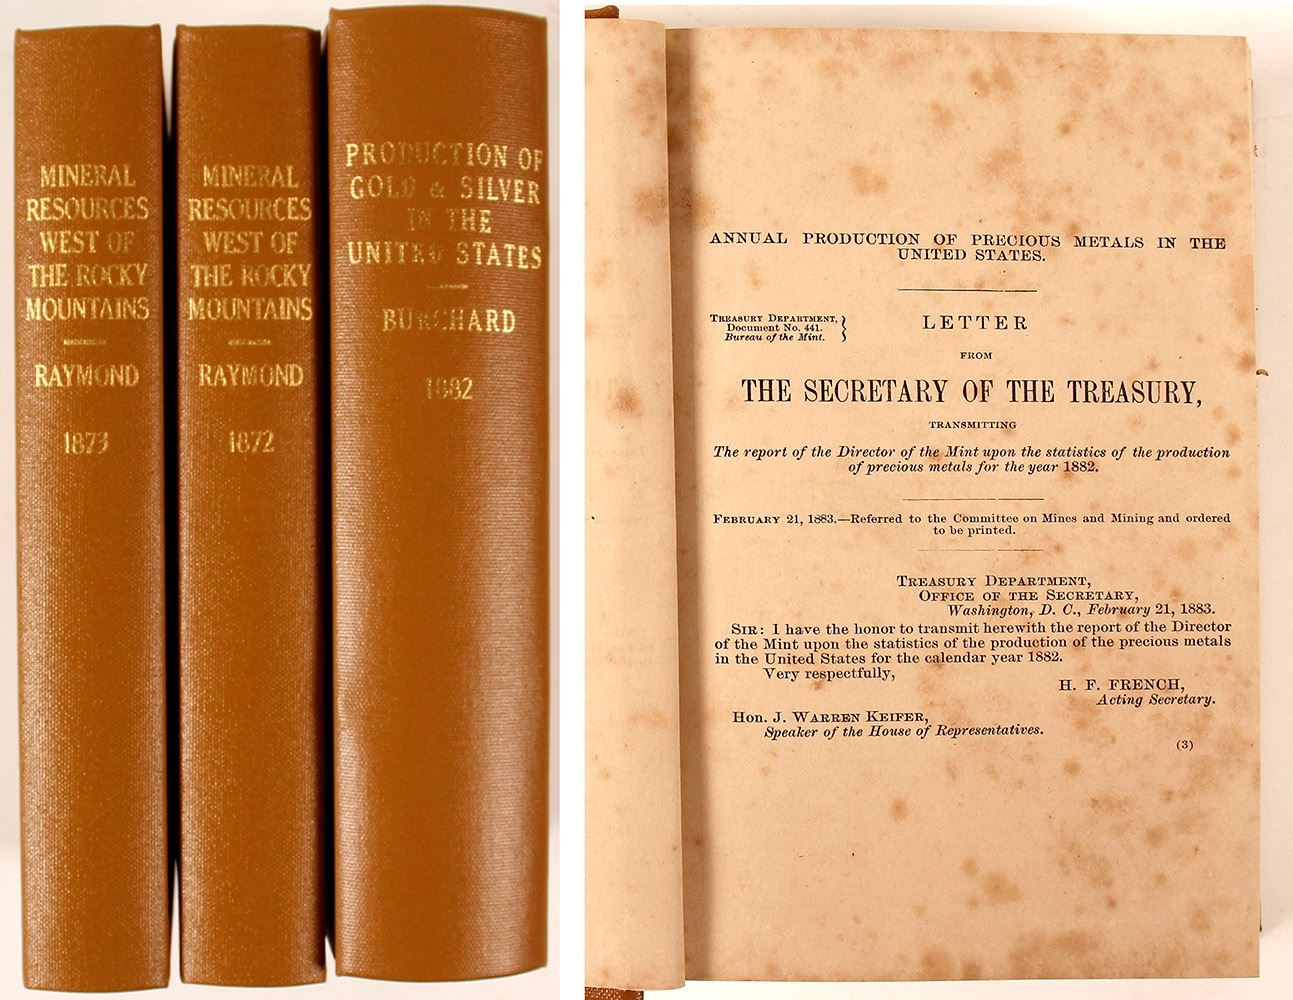 MINERAL
RESOURCES
WEST OF
THE ROCKY
MOUNTAINS
RAYMOND
1873
MINERAL
RESOURCES
WEST OF
THE ROCKY
MOUNTAINS
RAYMOND
1872
PRODUCTION OF
GOLD & SILVER
IN THE
UNITED STATES
BURCHARD
1882
ANNUAL PRODUCTION OF PRECIOUS METALS IN THE
UNITED STATES.
TREASURY DEPARTMENT,
Document No. 441.
Bureau of the Mint.
}
LETTER
FROM
THE SECRETARY OF THE TREASURY,
TRANSMITTING
The report of the Director of the Mint upon the statistics of the production
of precious metals for the year 1882.
FEBRUARY 21, 1883.—Referred to the Committee on Mines and Mining and ordered
to be printed.
TREASURY DEPARTMENT,
OFFICE OF THE SECRETARY,
Washington, D. C., February 21, 1883.
SIR: I have the honor to transmit herewith the report of the Director
of the Mint upon the statistics of the production of the precious metals
in the United States for the calendar year 1882.
Very respectfully,
H. F. FRENCH,
Acting Secretary.
Hon. J. WARREN KEIFER,
Speaker of the House of Representatives.
(3)